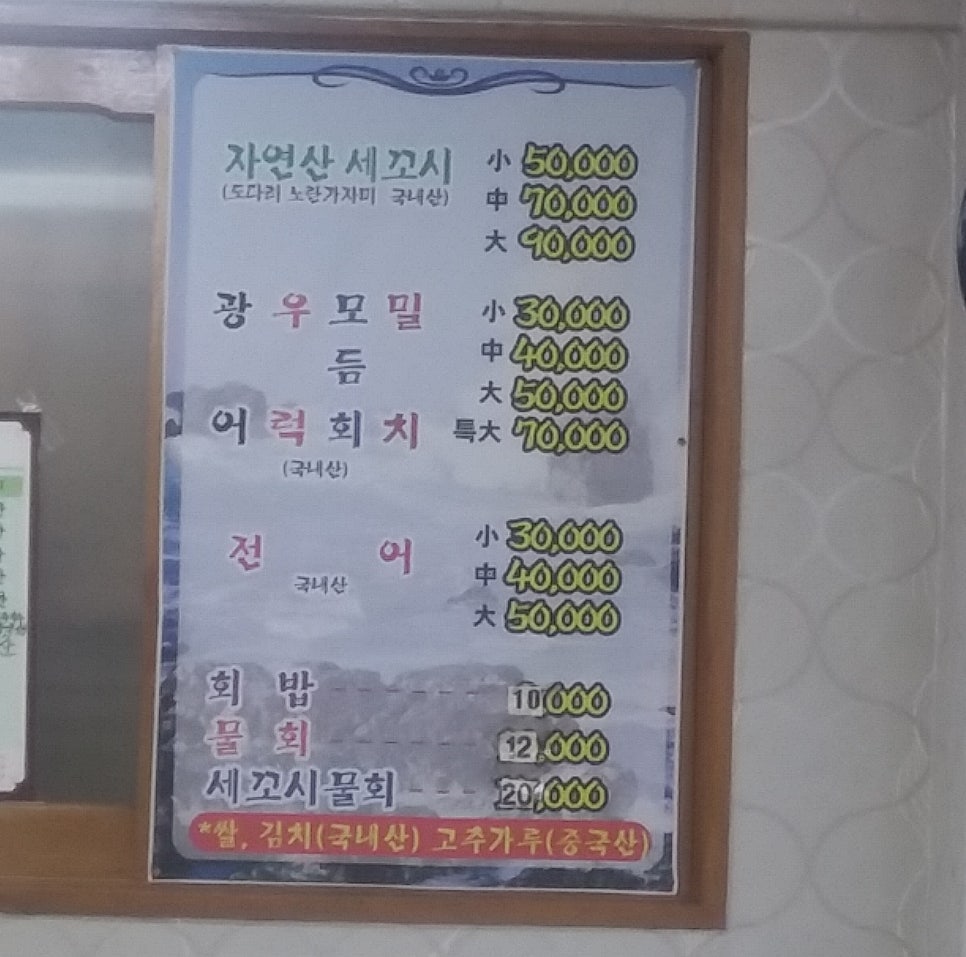 자연산 세꼬시 小 50,000
(도다리 노란가자미 국내산) 中 70,000
大 90,000
광 우 모 밀 小 30,000
듬 中 40,000
大 50,000
어 럭 회 치 特大 70,000
(국내산)
전 어 小 30,000
국내산 中 40,000
大 50,000
회 밥 10,000
물 회 12,000
세꼬시물회 20,000
*쌀, 김치(국내산) 고추가루(중국산)